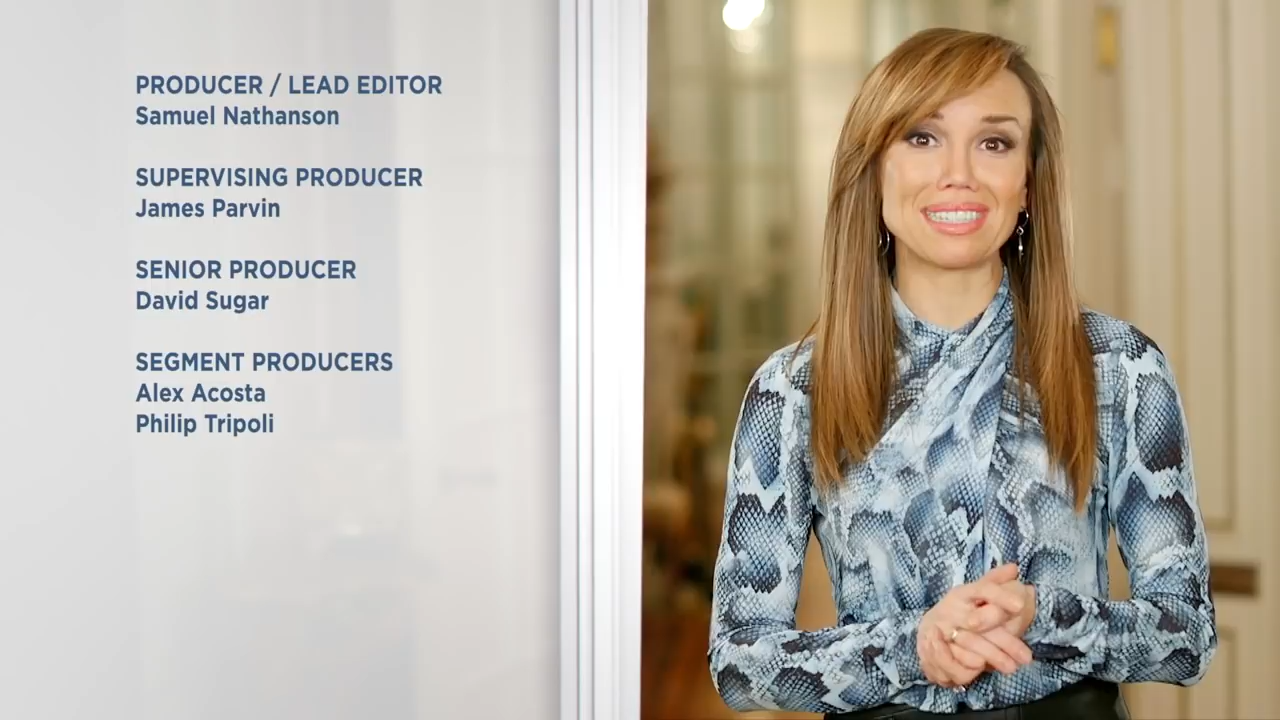 PRODUCER / LEAD EDITOR
Samuel Nathanson
SUPERVISING PRODUCER
James Parvin
SENIOR PRODUCER
David Sugar
SEGMENT PRODUCERS
Alex Acosta
Philip Tripoli